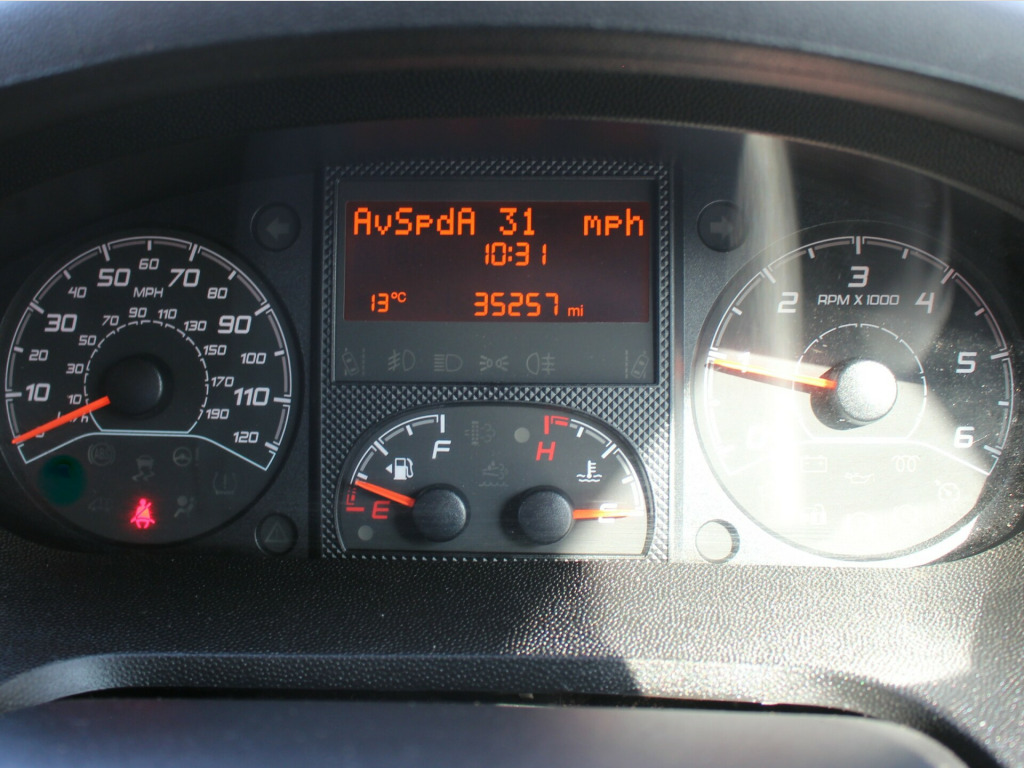 AvSpdA 31 mph
10:31
13°C 35257 mi
10 20 30 40 50 60 70 80 90 100 110 120
MPH
10 30 50 70 90 110 130 150 170 190
km/h
F
E
H
1 2 3 4 5 6
RPM X 1000